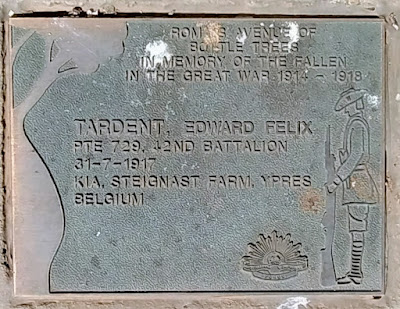 ROMA'S AVENUE OF
BOTTLE TREES
IN MEMORY OF THE FALLEN
IN THE GREAT WAR 1914 - 1918
TARDENT, EDWARD FELIX
PTE 729, 42ND BATTALION
31-7-1917
KIA, STEIGNAST FARM, YPRES
BELGIUM